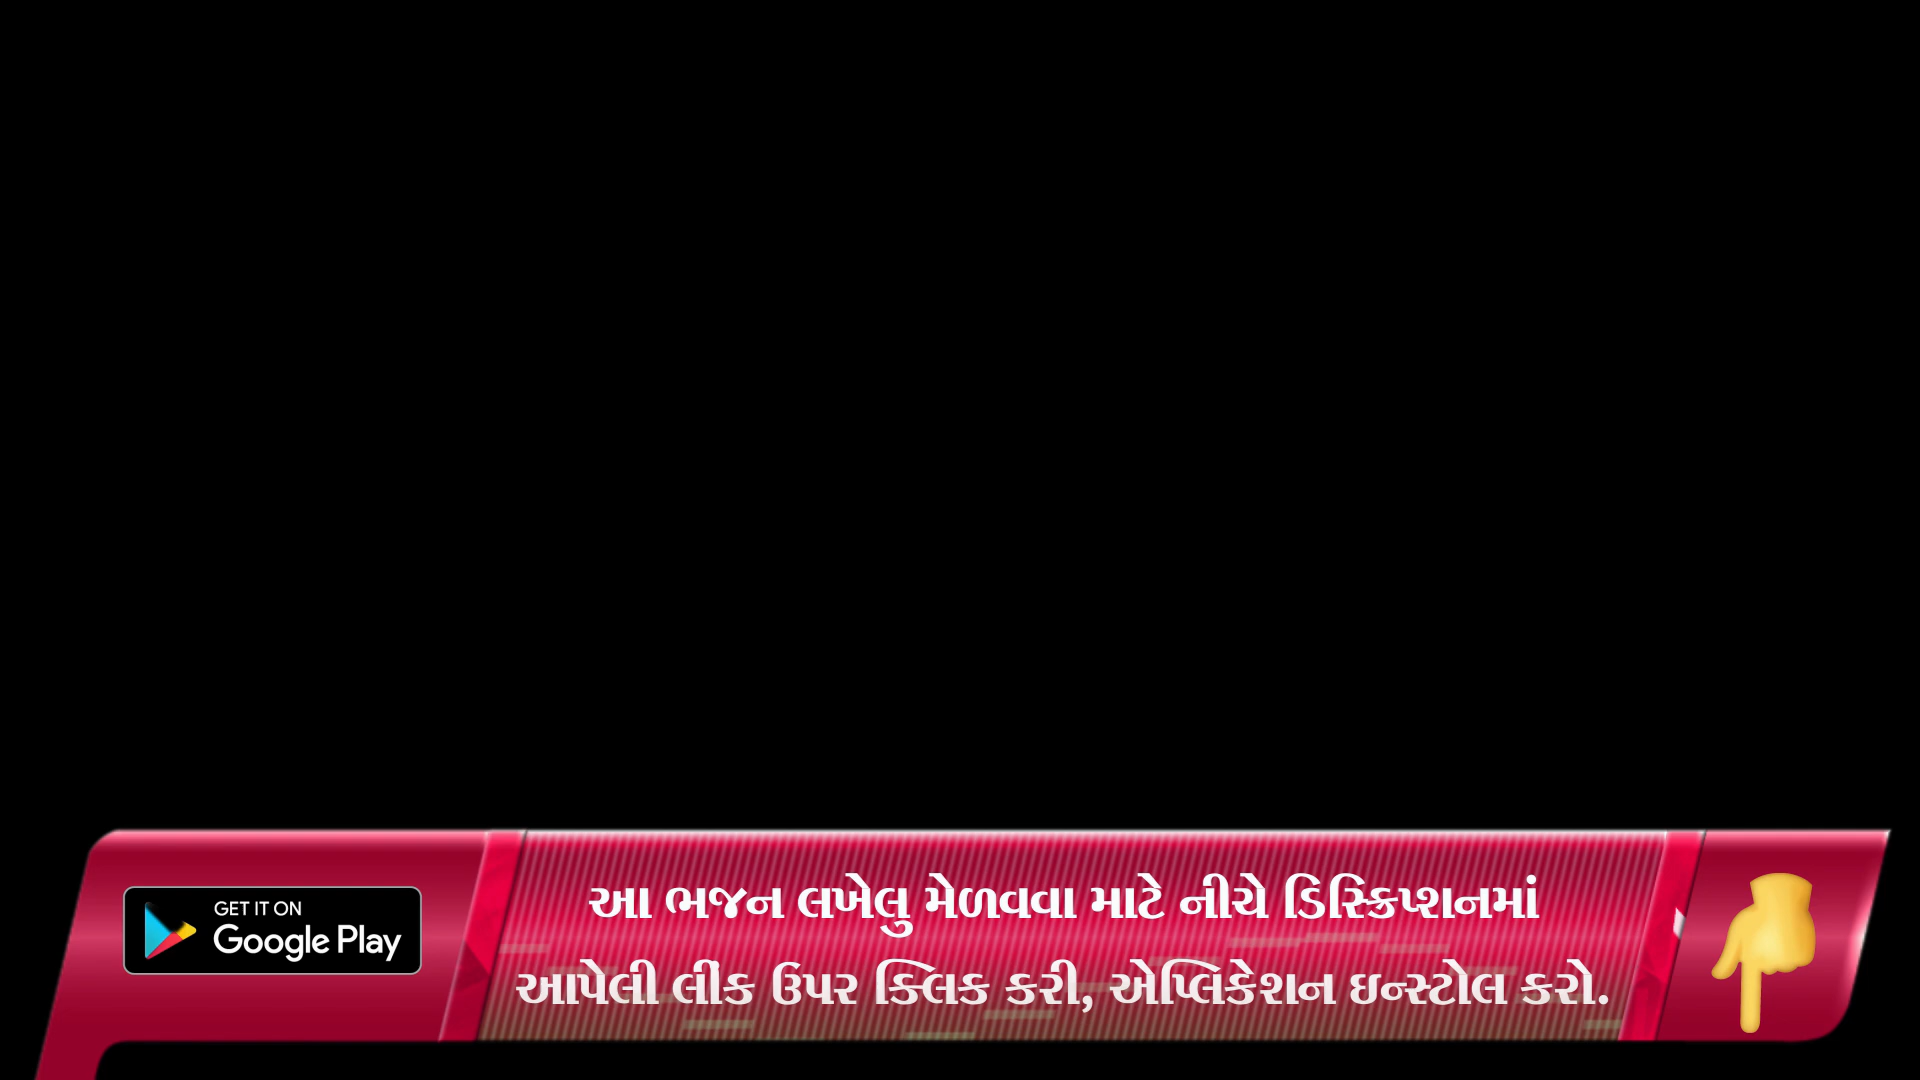 આ ભજન લખેલુ મેળવવા માટે નીચે ડિસ્ક્રિપ્શનમાં
GET IT ON
Google Play
આપેલી લીંક ઉપર ક્લિક કરી, એપ્લિકેશન ઇન્સ્ટોલ કરો.